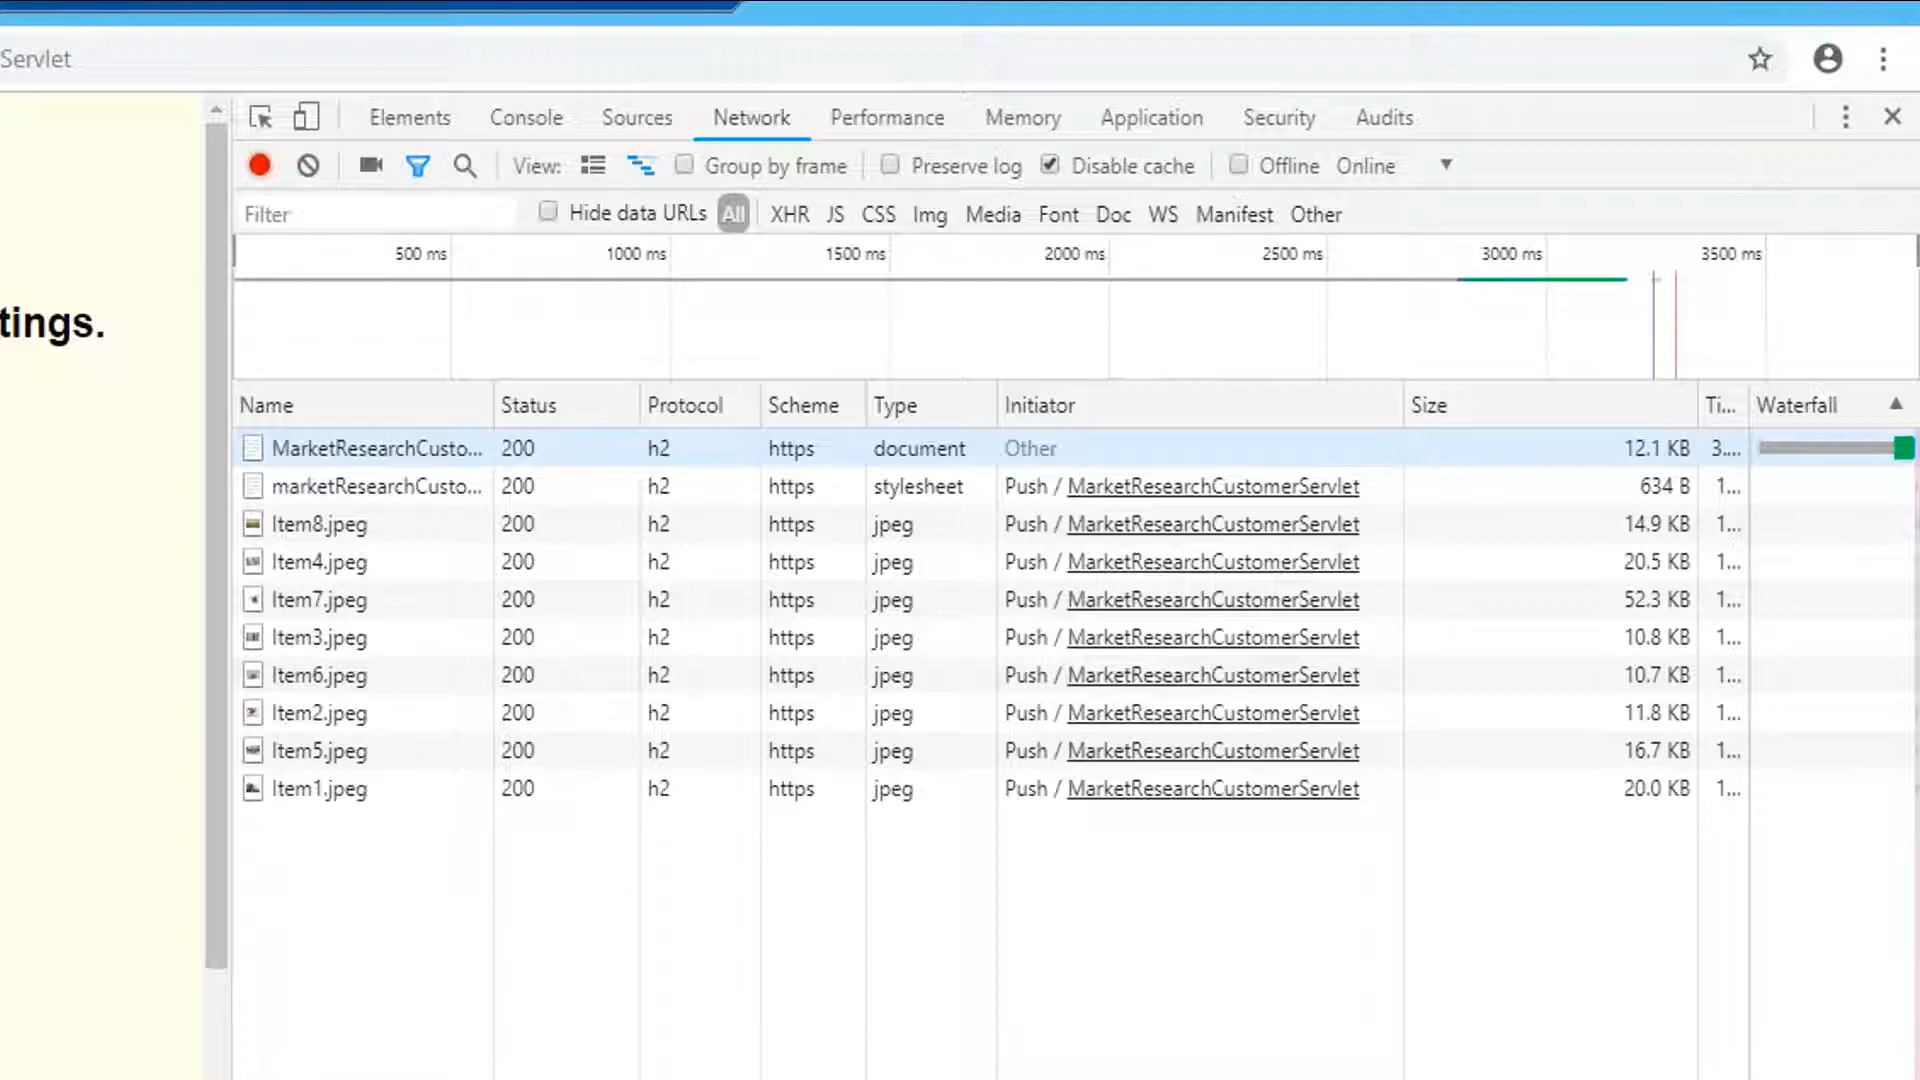 Servlet
Elements Console Sources Network Performance Memory Application Security Audits
View: Group by frame Preserve log Disable cache Offline Online
Filter Hide data URLs All XHR JS CSS Img Media Font Doc WS Manifest Other
500 ms 1000 ms 1500 ms 2000 ms 2500 ms 3000 ms 3500 ms
tings.
Name Status Protocol Scheme Type Initiator Size Ti... Waterfall
MarketResearchCusto... 200 h2 https document Other 12.1 KB 3....
marketResearchCusto... 200 h2 https stylesheet Push / MarketResearchCustomerServlet 634 B 1...
Item8.jpeg 200 h2 https jpeg Push / MarketResearchCustomerServlet 14.9 KB 1...
Item4.jpeg 200 h2 https jpeg Push / MarketResearchCustomerServlet 20.5 KB 1...
Item7.jpeg 200 h2 https jpeg Push / MarketResearchCustomerServlet 52.3 KB 1...
Item3.jpeg 200 h2 https jpeg Push / MarketResearchCustomerServlet 10.8 KB 1...
Item6.jpeg 200 h2 https jpeg Push / MarketResearchCustomerServlet 10.7 KB 1...
Item2.jpeg 200 h2 https jpeg Push / MarketResearchCustomerServlet 11.8 KB 1...
Item5.jpeg 200 h2 https jpeg Push / MarketResearchCustomerServlet 16.7 KB 1...
Item1.jpeg 200 h2 https jpeg Push / MarketResearchCustomerServlet 20.0 KB 1...